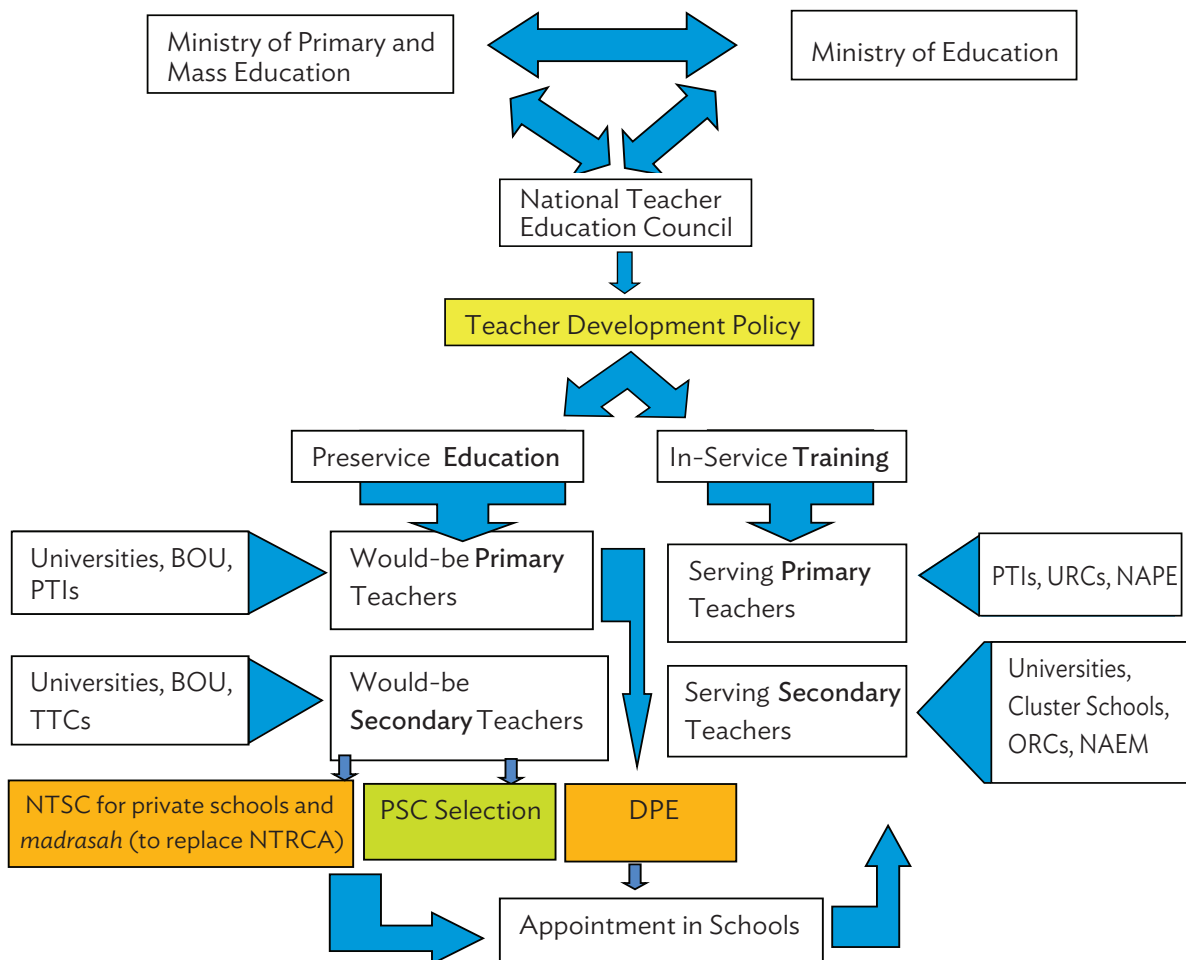 Ministry of Primary and
Mass Education
Ministry of Education
National Teacher
Education Council
Teacher Development Policy
Preservice Education
In-Service Training
Universities, BOU,
PTIs
Would-be Primary
Teachers
Serving Primary
Teachers
PTIs, URCs, NAPE
Universities, BOU,
TTCs
Would-be
Secondary Teachers
Serving Secondary
Teachers
Universities,
Cluster Schools,
ORCs, NAEM
NTSC for private schools and
madrasah (to replace NTRCA)
PSC Selection
DPE
Appointment in Schools